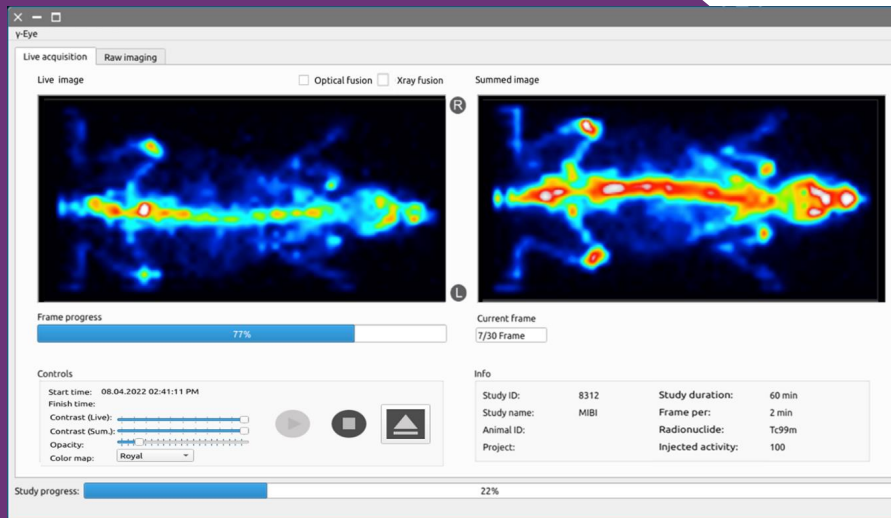 γ-Eye
Live acquisition Raw imaging
Live image Optical fusion Xray fusion Summed image
R
L
Frame progress Current frame
77% 7/30 Frame
Controls Info
Start time: 08.04.2022 02:41:11 PM
Finish time:
Contrast (Live):
Contrast (Sum.):
Opacity:
Color map: Royal
Study ID: 8312 Study duration: 60 min
Study name: MIBI Frame per: 2 min
Animal ID: Radionuclide: Tc99m
Project: Injected activity: 100
Study progress: 22%